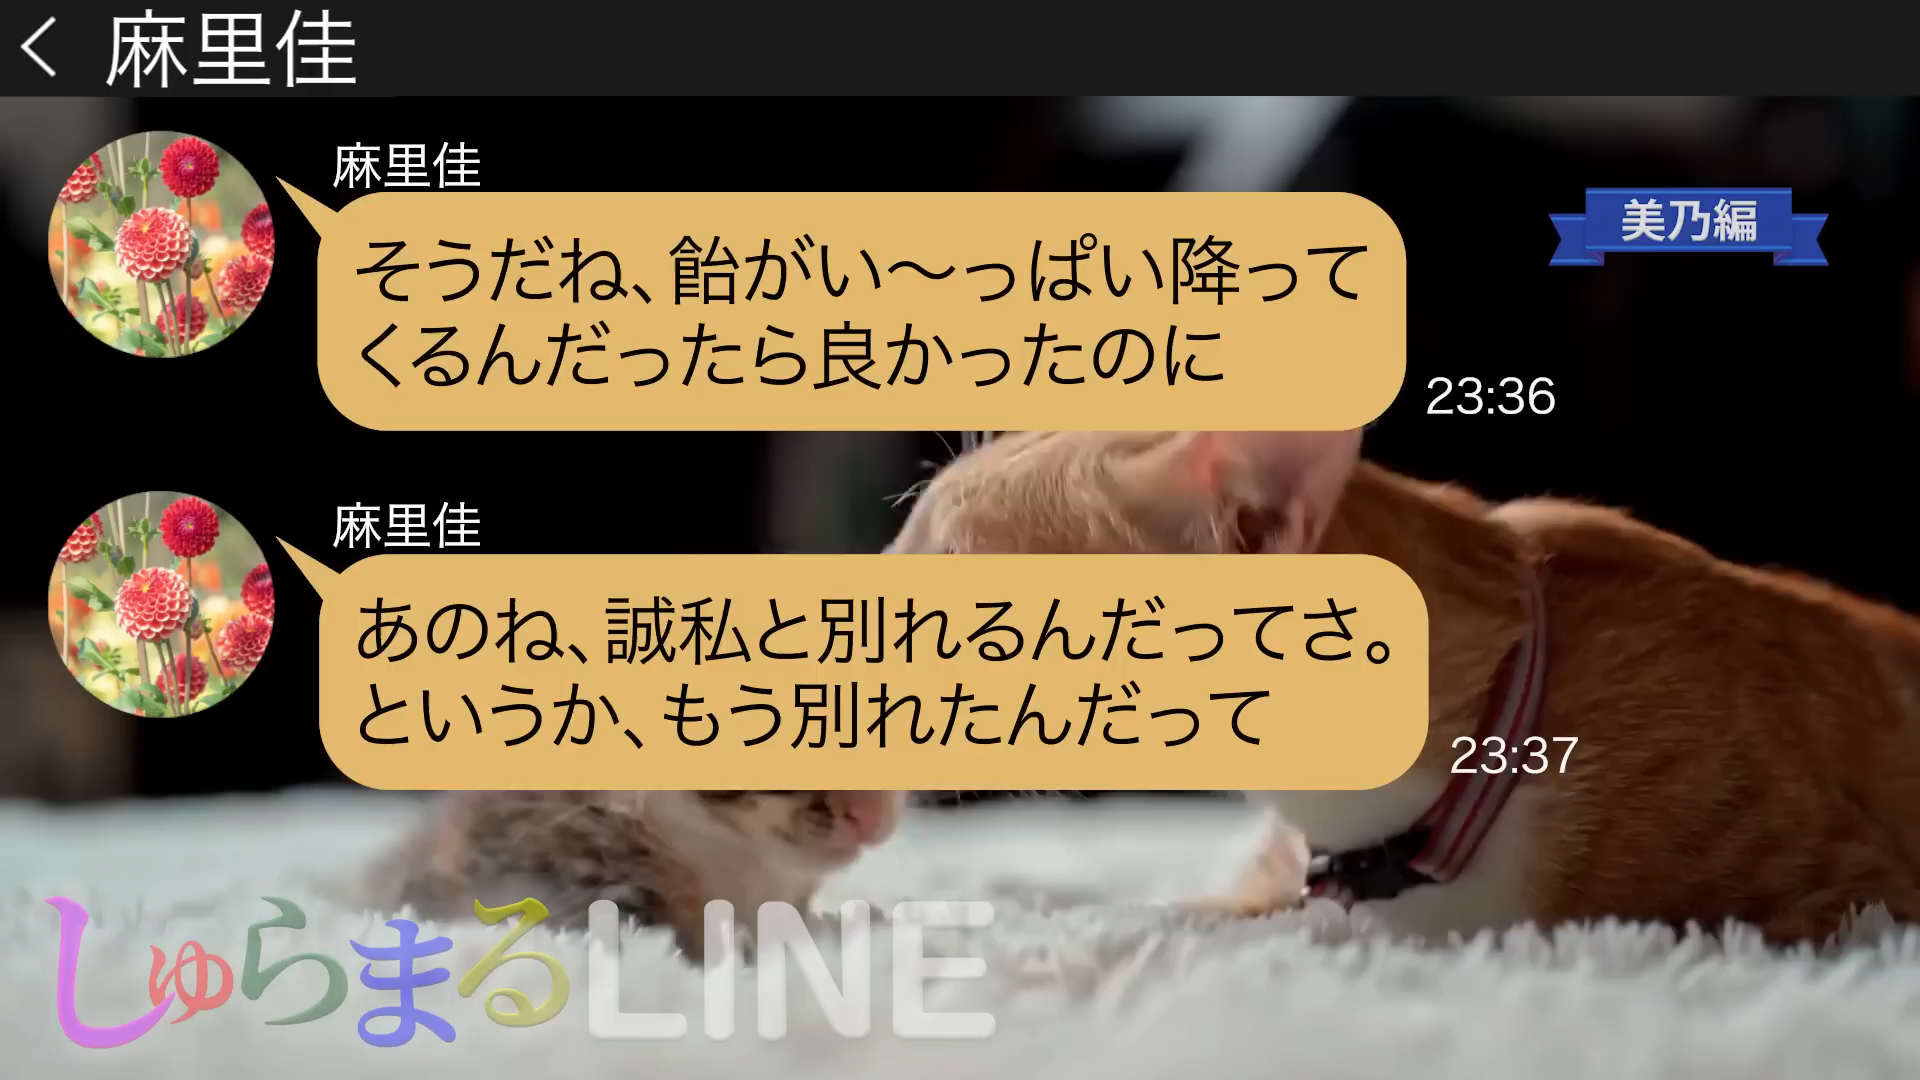 麻里佳
麻里佳
美乃編
そうだね、飴がい～っぱい降って
くるんだったら良かったのに
23:36
麻里佳
あのね、誠私と別れるんだってさ。
というか、もう別れたんだって
23:37
しゅらまるLINE